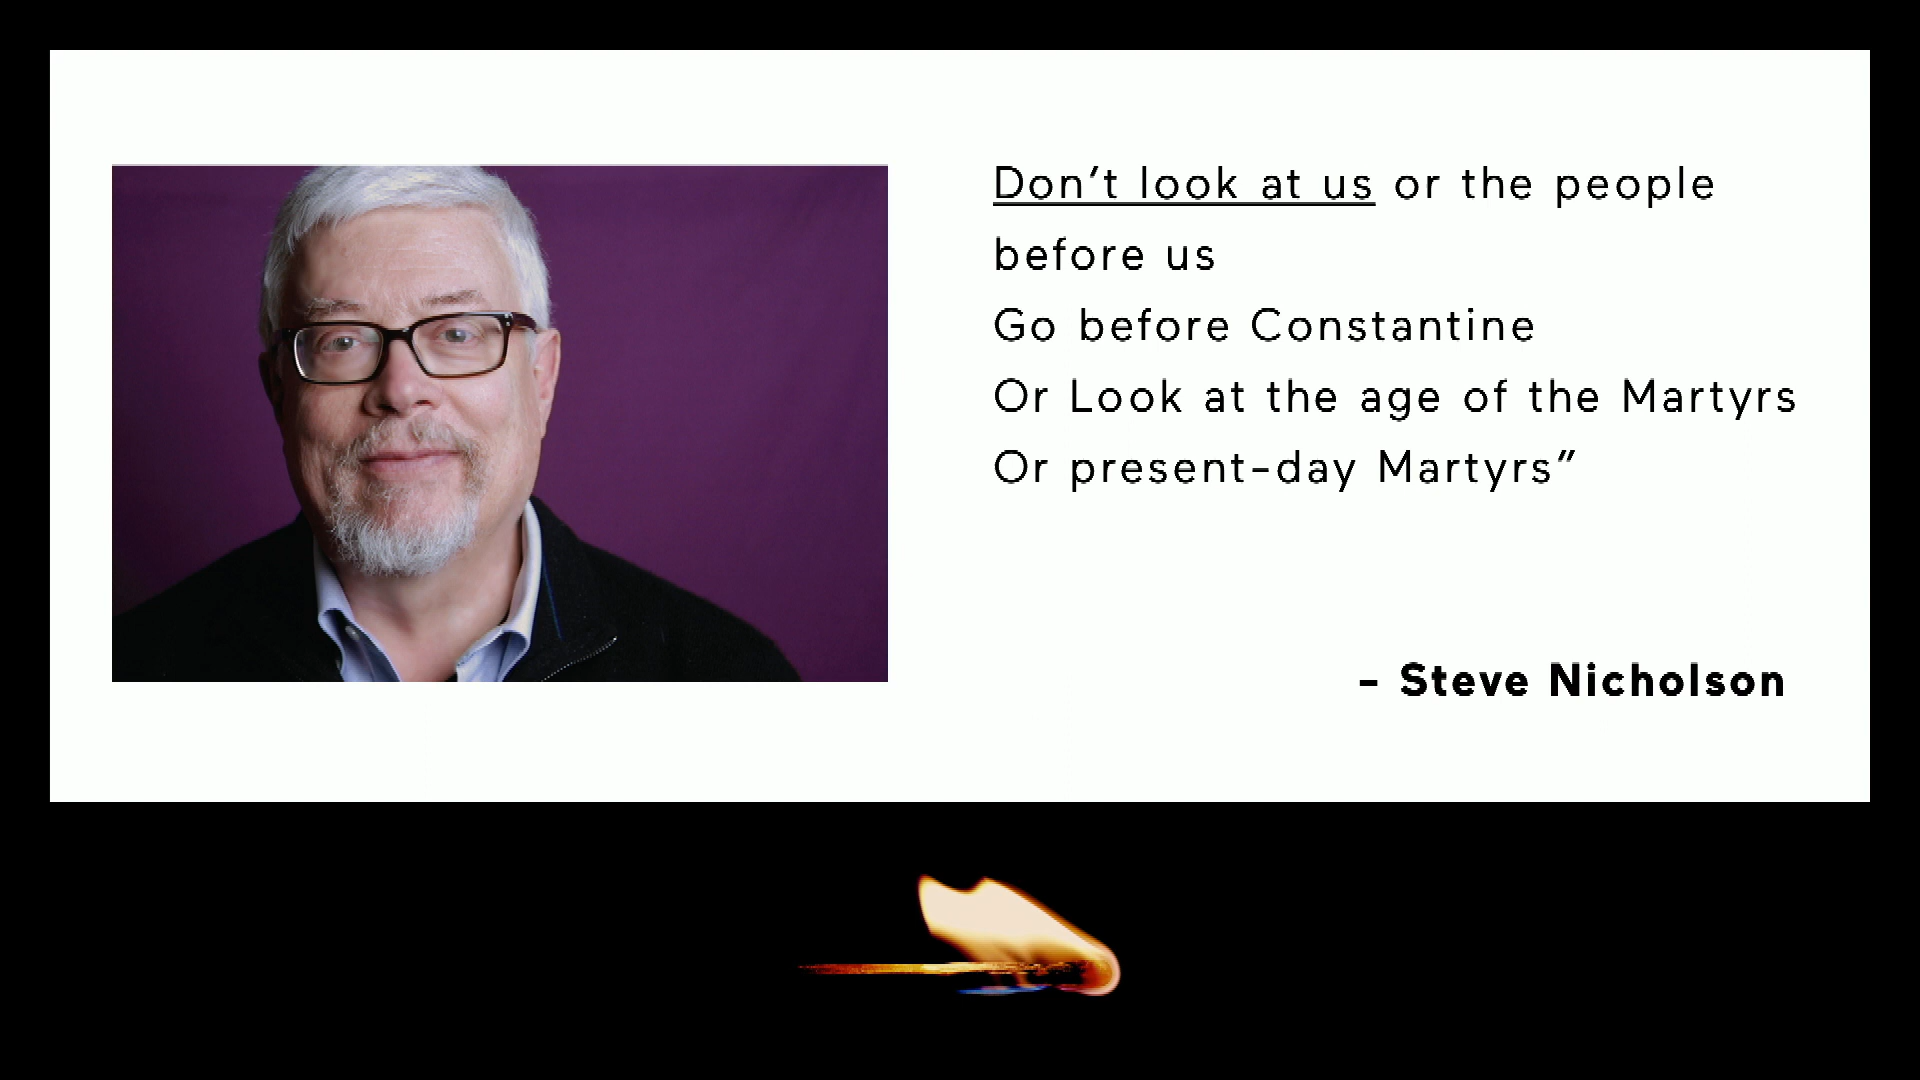 Don’t look at us or the people
before us
Go before Constantine
Or Look at the age of the Martyrs
Or present-day Martyrs”
- Steve Nicholson